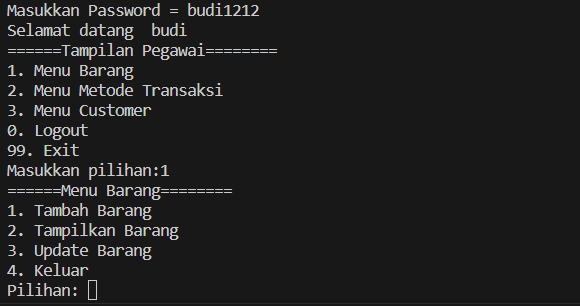 Masukkan Password = budi1212
Selamat datang  budi
======Tampilan Pegawai========
1. Menu Barang
2. Menu Metode Transaksi
3. Menu Customer
0. Logout
99. Exit
Masukkan pilihan:1
======Menu Barang========
1. Tambah Barang
2. Tampilkan Barang
3. Update Barang
4. Keluar
Pilihan: